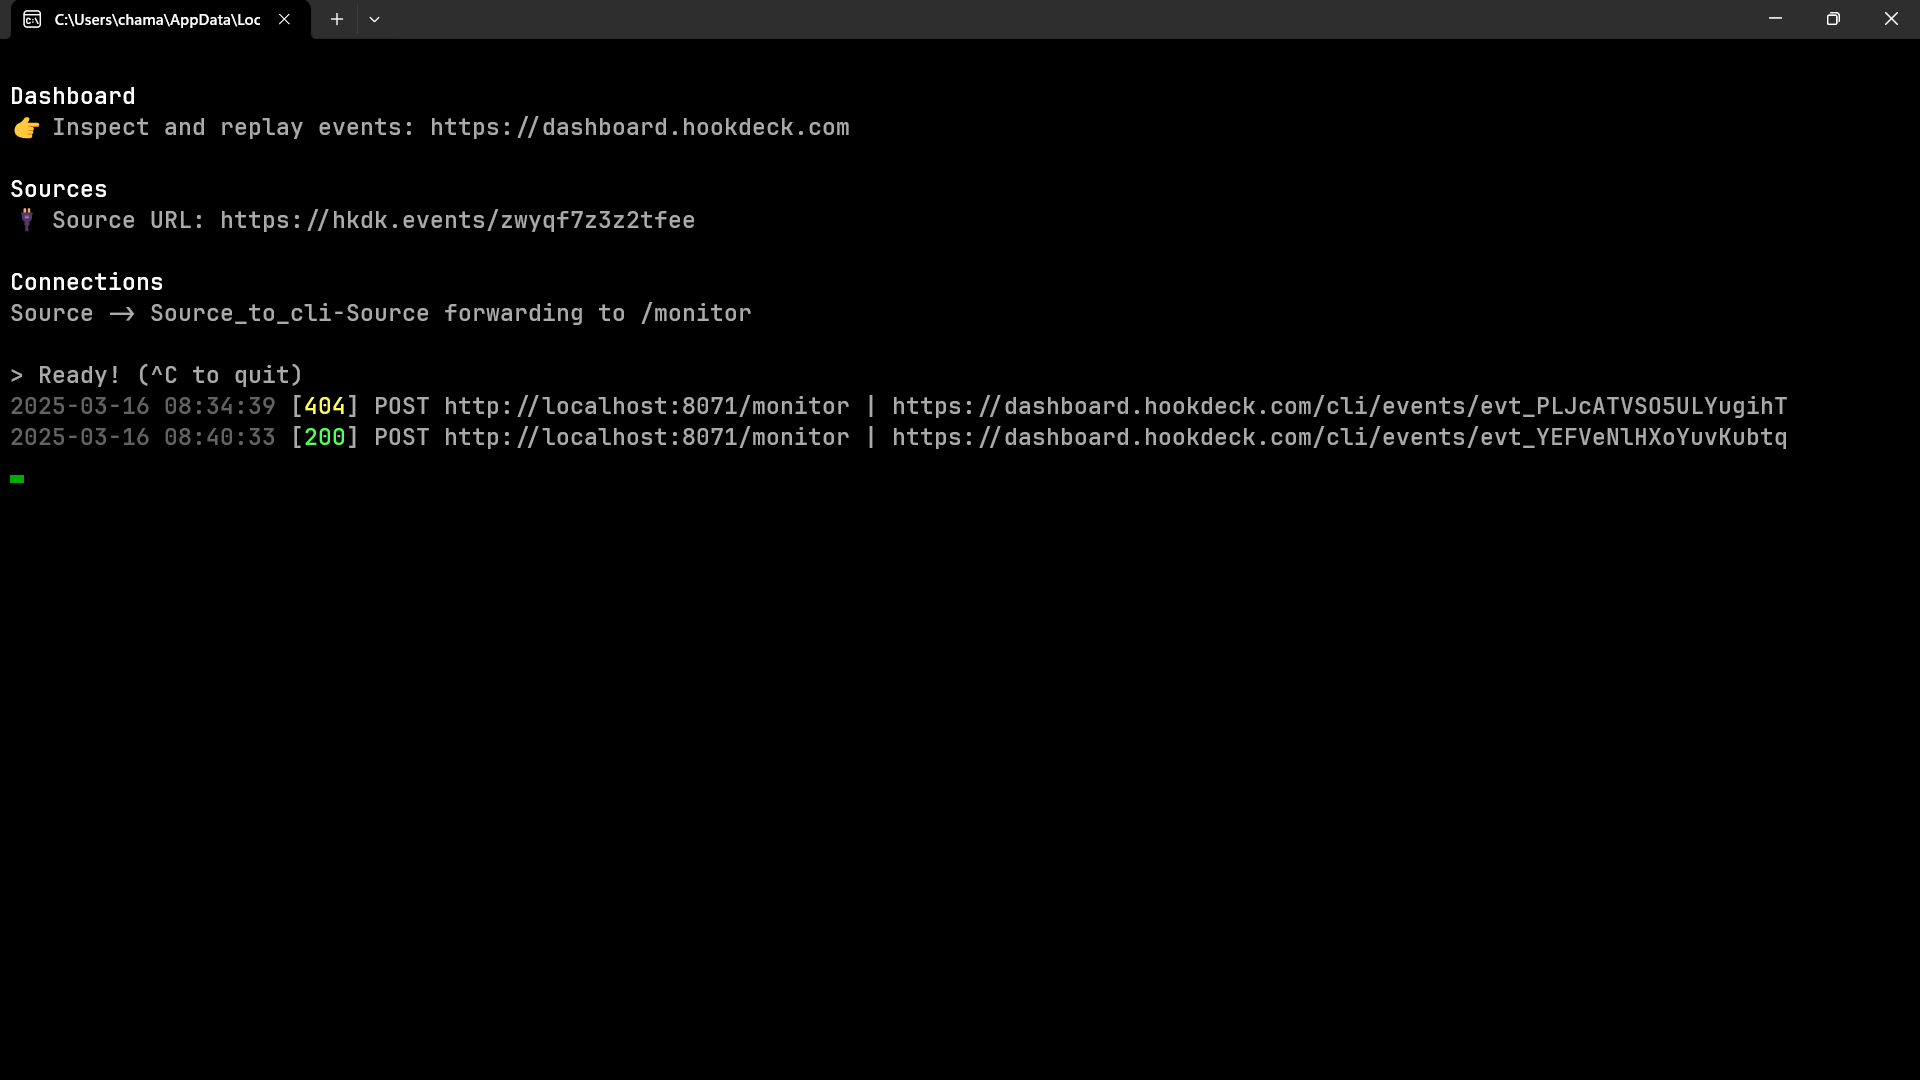 C:\Users\chama\AppData\Loc
Dashboard
👉 Inspect and replay events: https://dashboard.hookdeck.com
Sources
🔌 Source URL: https://hkdk.events/zwyqf7z3z2tfee
Connections
Source → Source_to_cli-Source forwarding to /monitor
> Ready! (^C to quit)
2025-03-16 08:34:39 [404] POST http://localhost:8071/monitor | https://dashboard.hookdeck.com/cli/events/evt_PLJcATVSO5ULYugihT
2025-03-16 08:40:33 [200] POST http://localhost:8071/monitor | https://dashboard.hookdeck.com/cli/events/evt_YEFVeNlHXoYuvKubtq